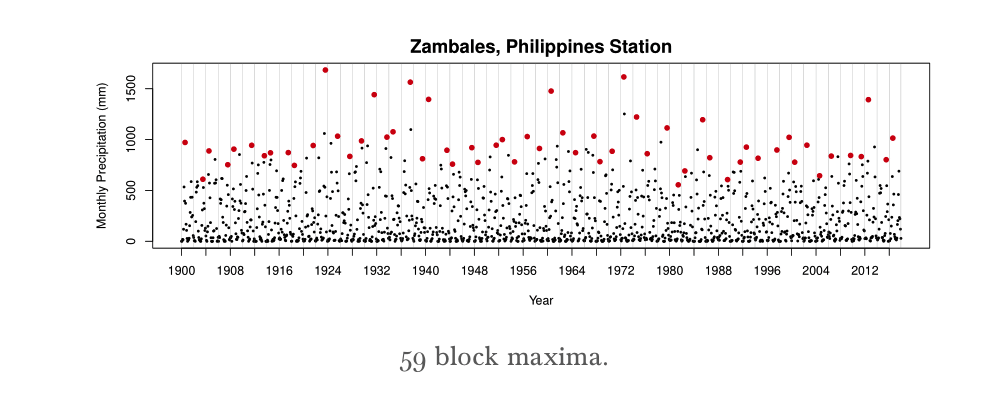 Zambales, Philippines Station
Monthly Precipitation (mm)
1500
1000
500
0
1900 1908 1916 1924 1932 1940 1948 1956 1964 1972 1980 1988 1996 2004 2012
Year
59 block maxima.